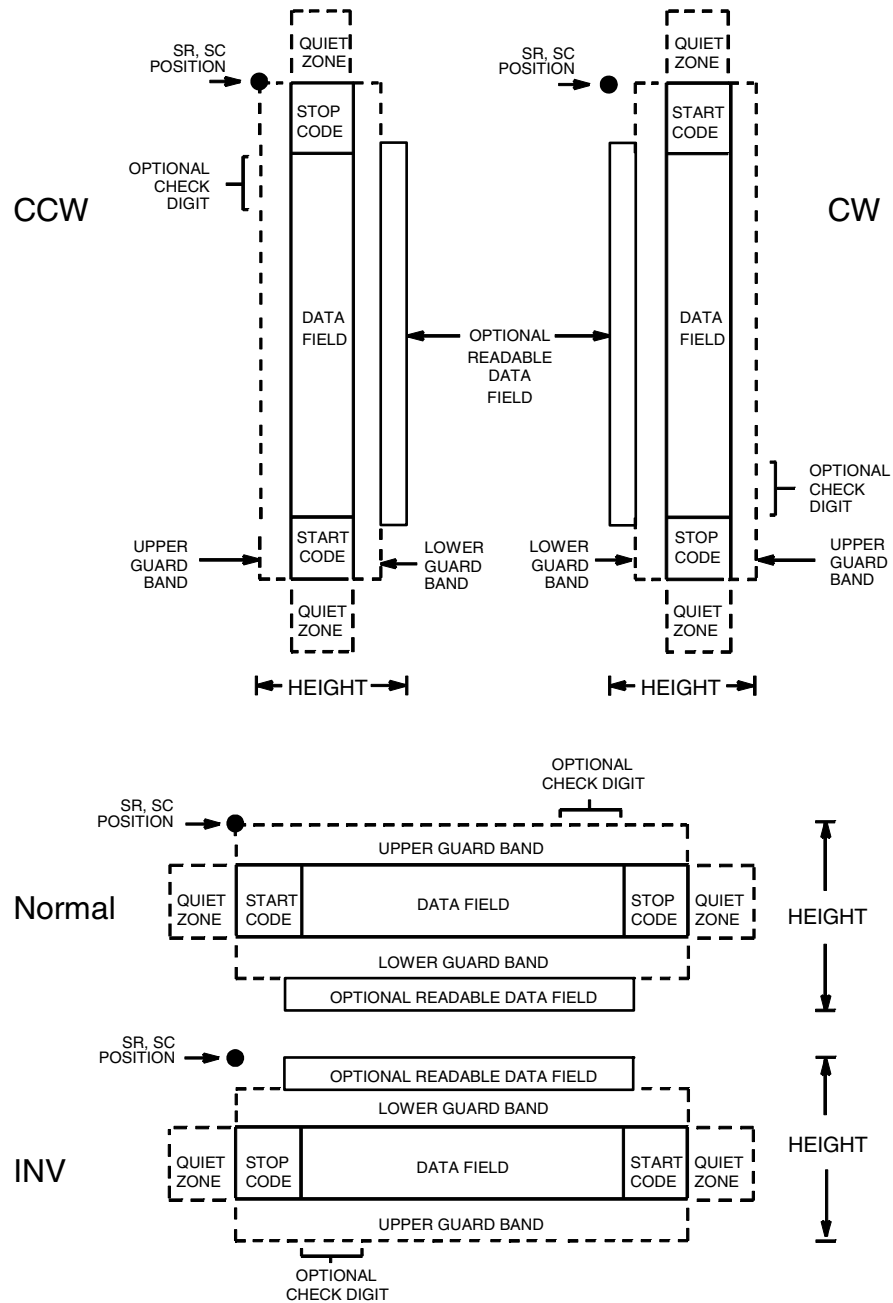 QUIET
ZONE
SR, SC
POSITION
STOP
CODE
OPTIONAL
CHECK
DIGIT
CCW
DATA
FIELD
START
CODE
UPPER
GUARD
BAND
LOWER
GUARD
BAND
QUIET
ZONE
HEIGHT
OPTIONAL
READABLE
DATA
FIELD
QUIET
ZONE
SR, SC
POSITION
START
CODE
CW
DATA
FIELD
OPTIONAL
CHECK
DIGIT
LOWER
GUARD
BAND
STOP
CODE
UPPER
GUARD
BAND
QUIET
ZONE
HEIGHT
OPTIONAL
CHECK DIGIT
SR, SC
POSITION
UPPER GUARD BAND
Normal
QUIET
ZONE
START
CODE
DATA FIELD
STOP
CODE
QUIET
ZONE
HEIGHT
LOWER GUARD BAND
OPTIONAL READABLE DATA FIELD
SR, SC
POSITION
OPTIONAL READABLE DATA FIELD
LOWER GUARD BAND
INV
QUIET
ZONE
STOP
CODE
DATA FIELD
START
CODE
QUIET
ZONE
HEIGHT
UPPER GUARD BAND
OPTIONAL
CHECK DIGIT